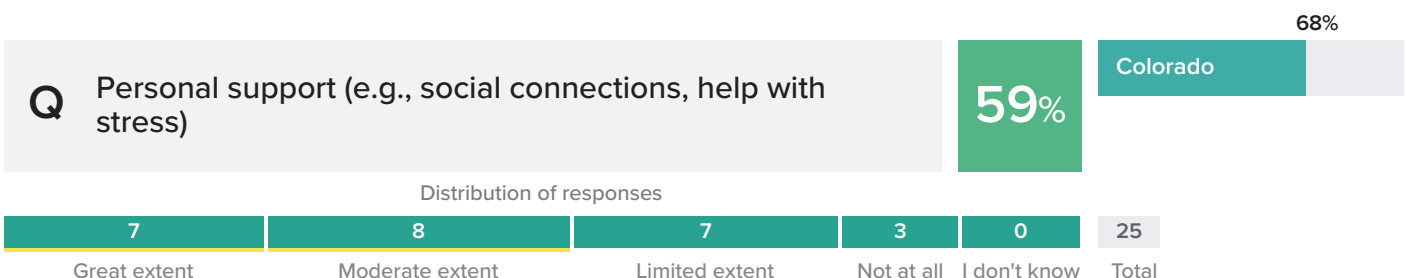 68%
Q Personal support (e.g., social connections, help with
stress)
59%
Colorado
Distribution of responses
7 8 7 3 0 25
Great extent Moderate extent Limited extent Not at all I don't know Total